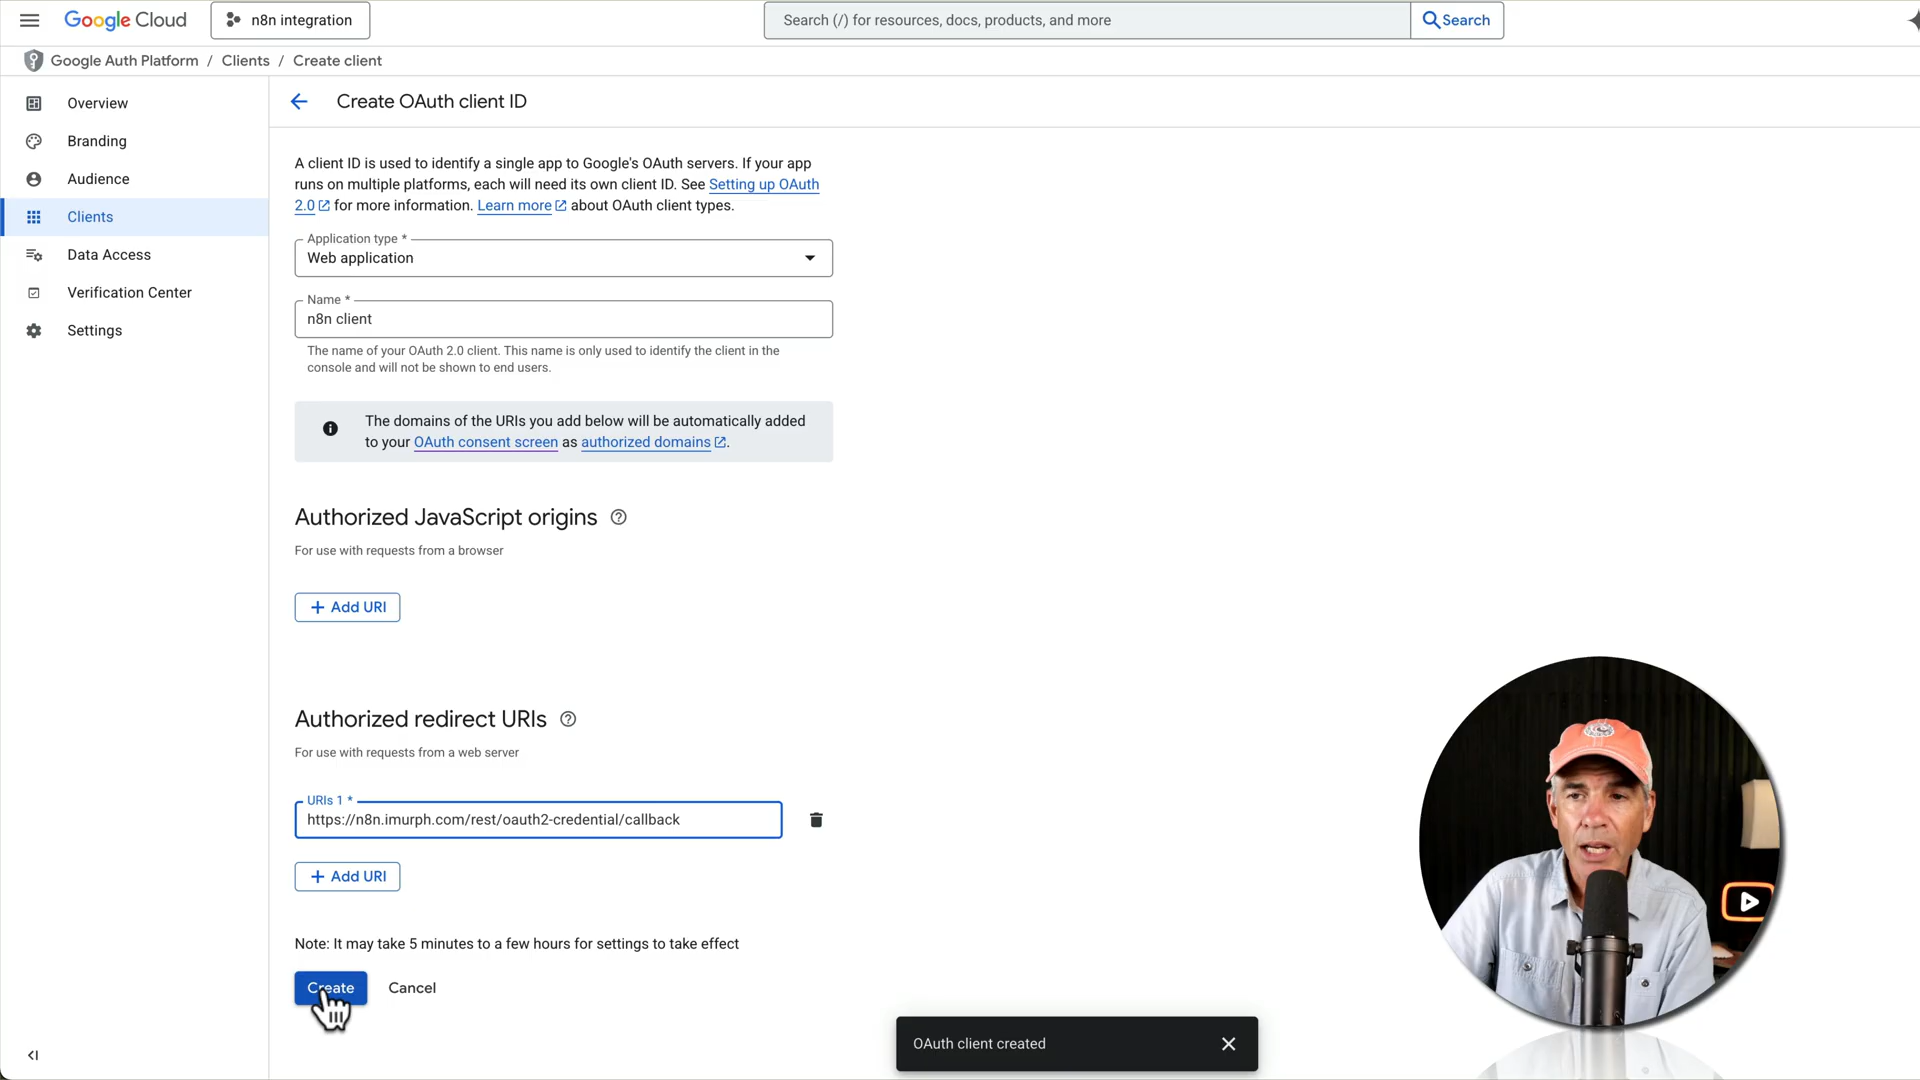 Google Cloud
n8n integration
Search (/) for resources, docs, products, and more
Search
Google Auth Platform / Clients / Create client
Overview
Branding
Audience
Clients
Data Access
Verification Center
Settings
Create OAuth client ID
A client ID is used to identify a single app to Google's OAuth servers. If your app
runs on multiple platforms, each will need its own client ID. See Setting up OAuth
2.0 for more information. Learn more about OAuth client types.
Application type *
Web application
Name *
n8n client
The name of your OAuth 2.0 client. This name is only used to identify the client in the
console and will not be shown to end users.
The domains of the URIs you add below will be automatically added
to your OAuth consent screen as authorized domains.
Authorized JavaScript origins
For use with requests from a browser
+ Add URI
Authorized redirect URIs
For use with requests from a web server
URIs 1 *
https://n8n.imurph.com/rest/oauth2-credential/callback
+ Add URI
Note: It may take 5 minutes to a few hours for settings to take effect
Create
Cancel
OAuth client created